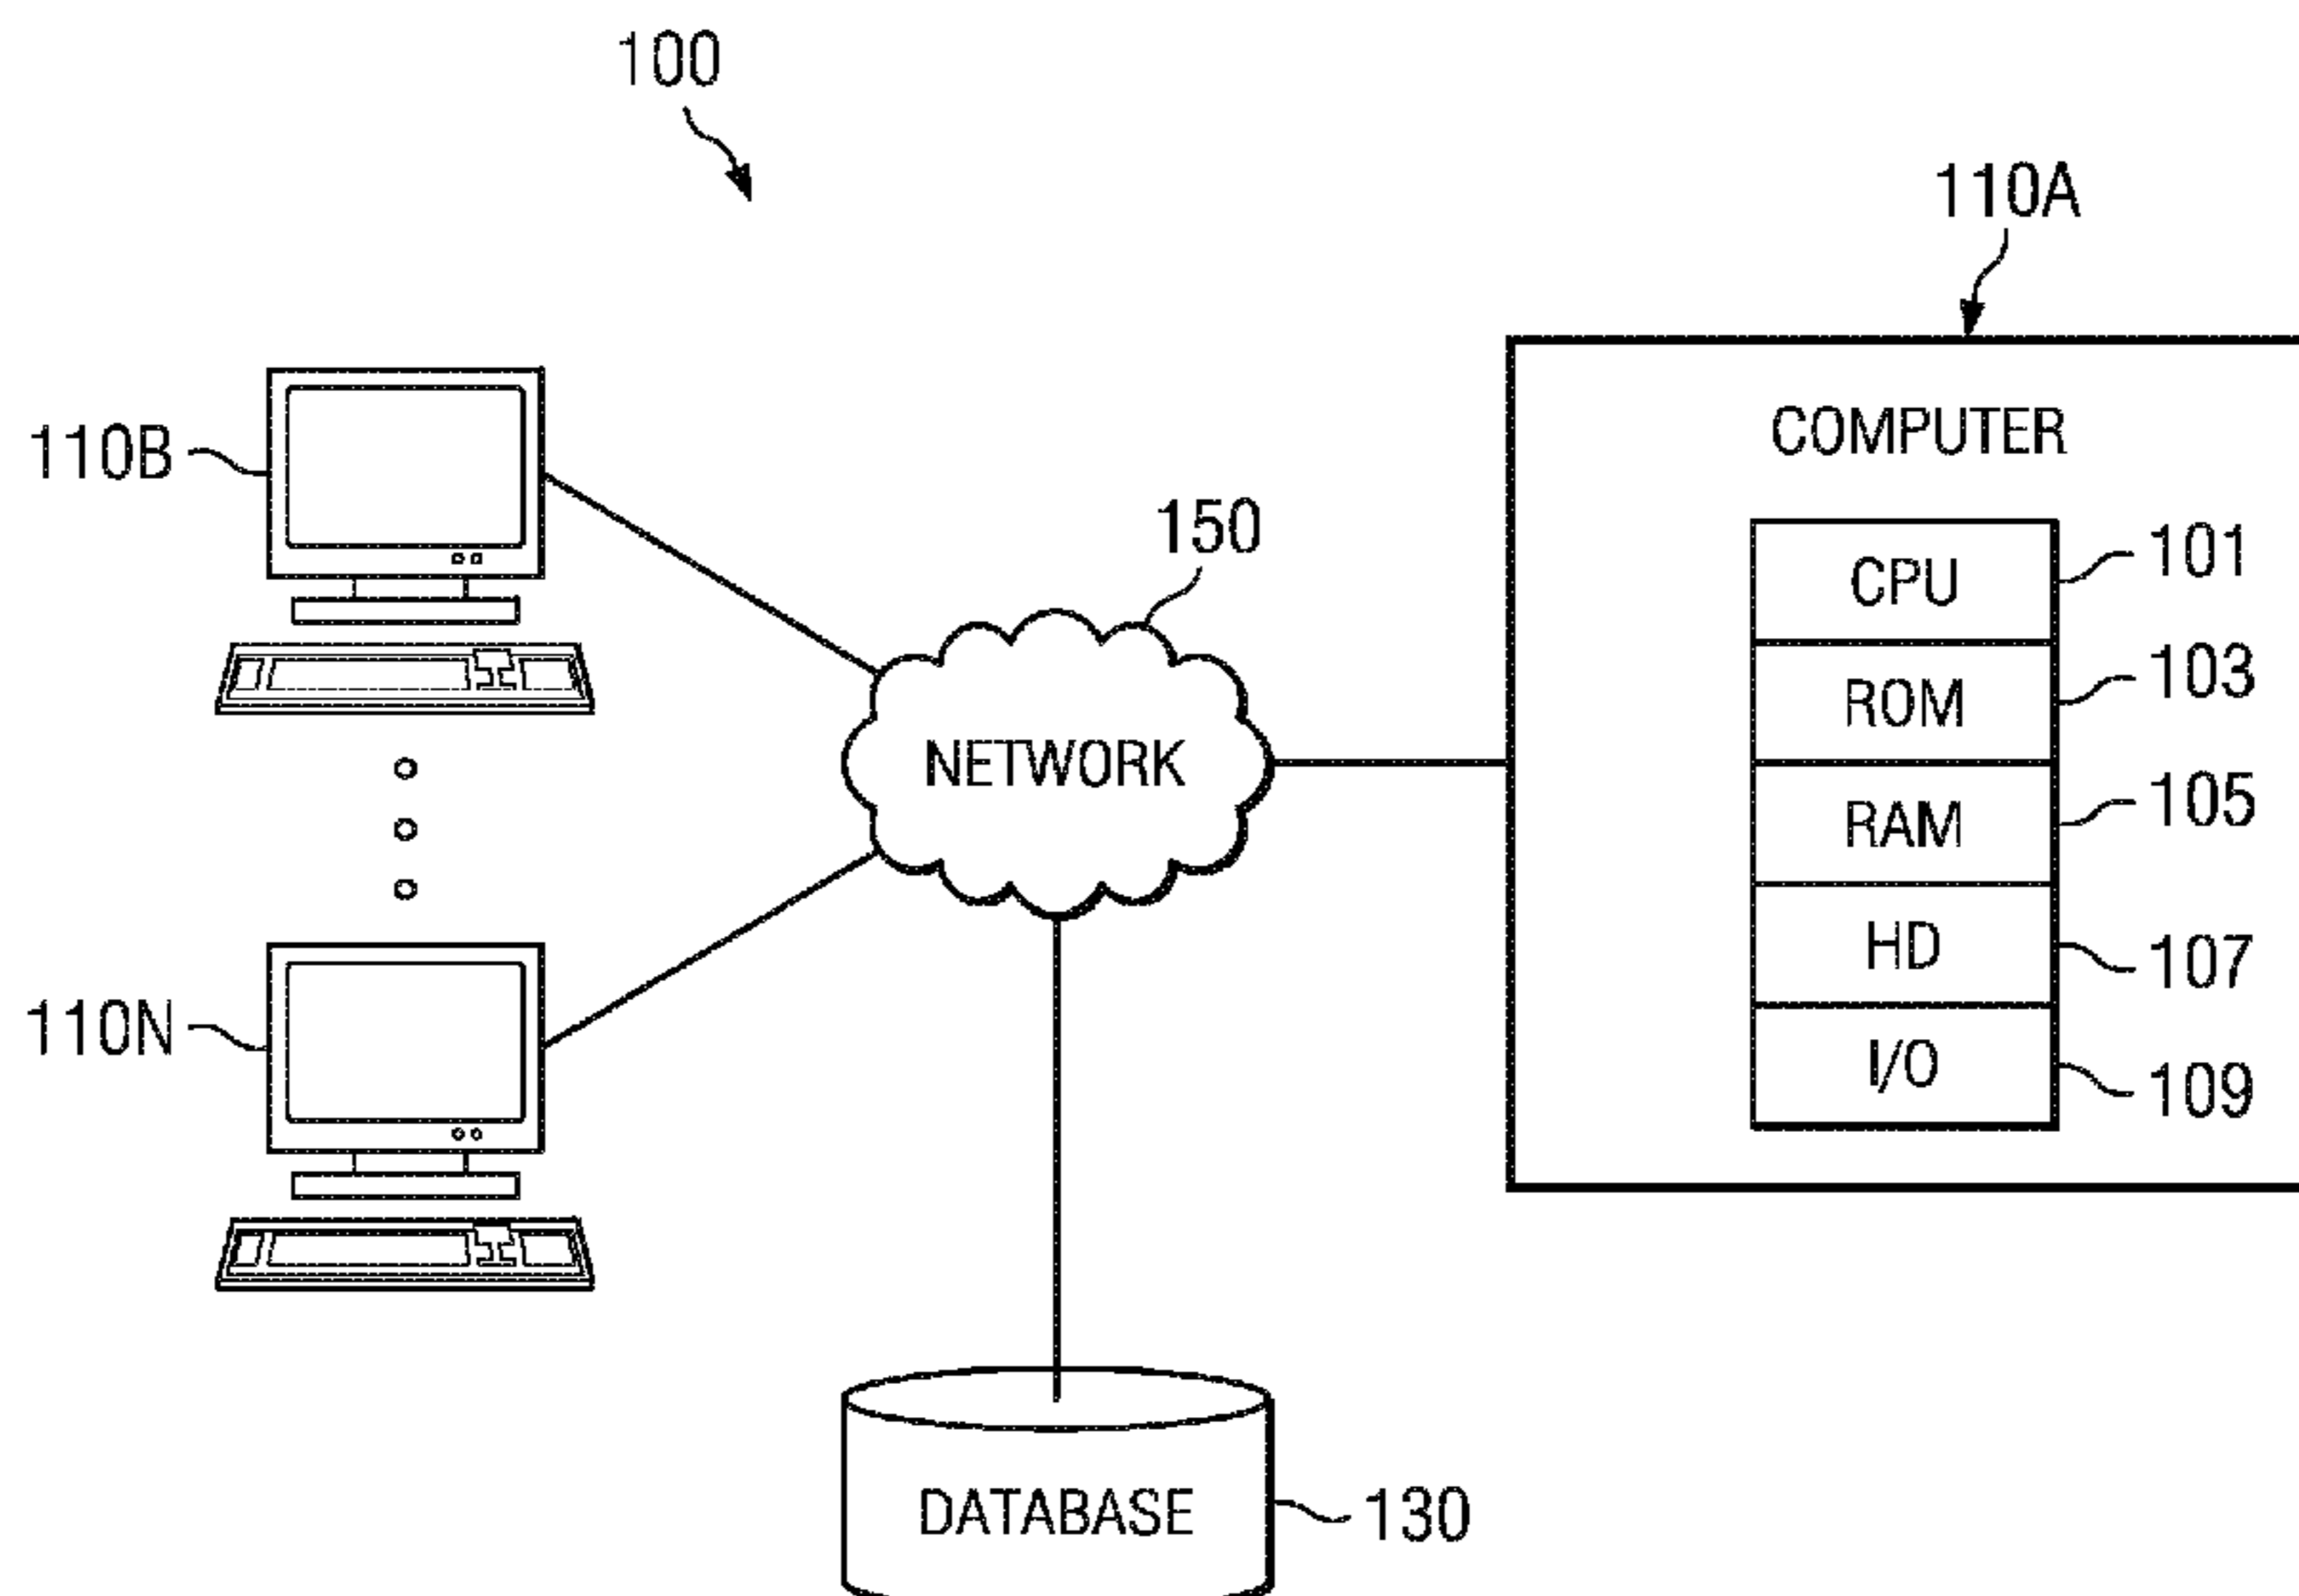 100
110A
COMPUTER
110B
150
CPU
101
ROM
103
NETWORK
RAM
105
HD
107
110N
I/O
109
DATABASE
130